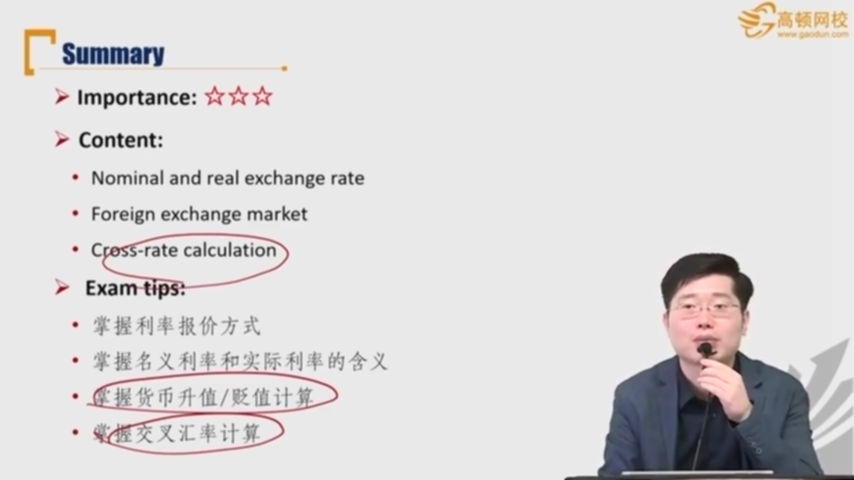 高顿网校
www.gaodun.com
Summary
Importance: ☆☆☆
Content:
Nominal and real exchange rate
Foreign exchange market
Cross-rate calculation
Exam tips:
掌握利率报价方式
掌握名义利率和实际利率的含义
掌握货币升值/贬值计算
掌握交叉汇率计算